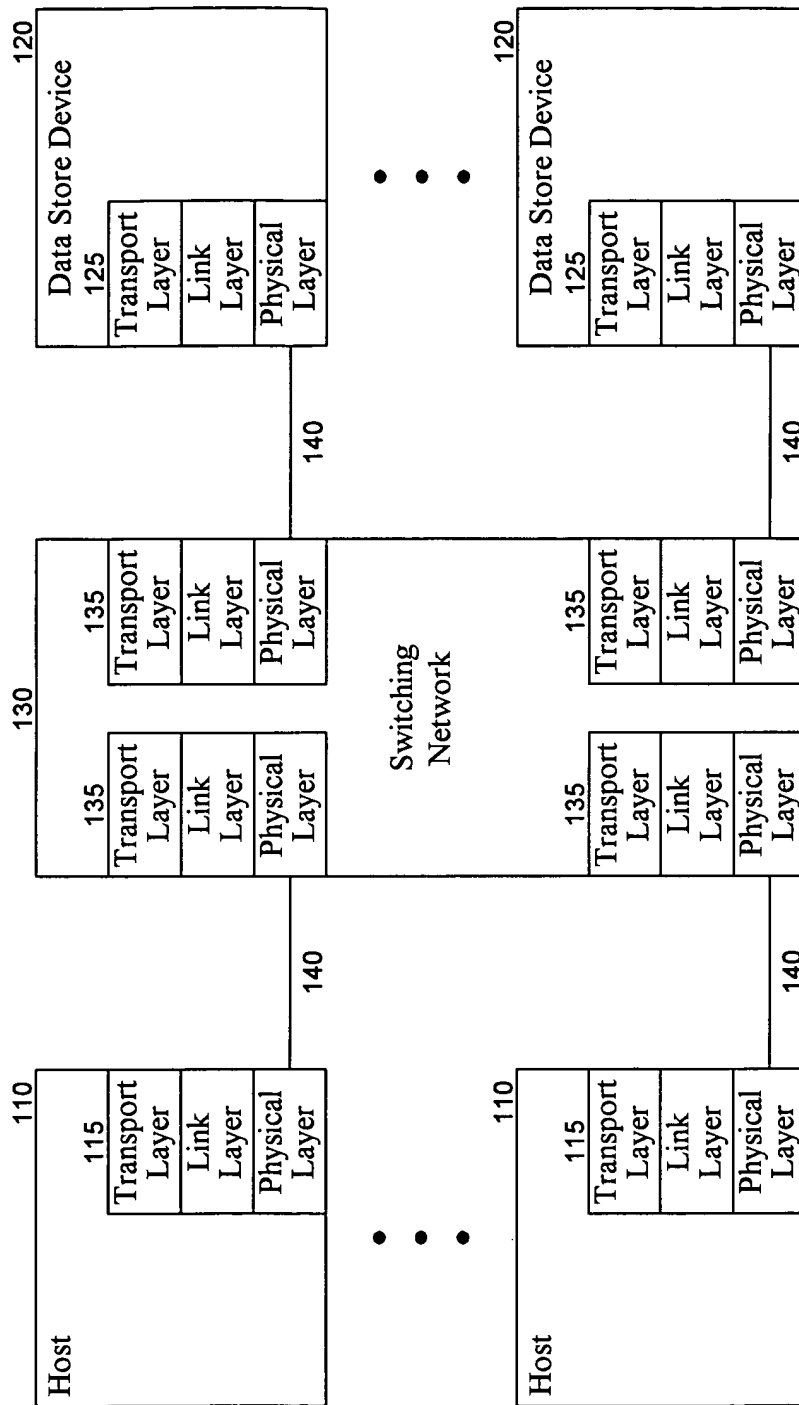 110
Host
115
Transport
Layer
Link
Layer
Physical
Layer
140
130
135
Transport
Layer
Link
Layer
Physical
Layer
135
Transport
Layer
Link
Layer
Physical
Layer
140
120
Data Store Device
125
Transport
Layer
Link
Layer
Physical
Layer
Switching
Network
110
Host
115
Transport
Layer
Link
Layer
Physical
Layer
140
135
Transport
Layer
Link
Layer
Physical
Layer
135
Transport
Layer
Link
Layer
Physical
Layer
140
120
Data Store Device
125
Transport
Layer
Link
Layer
Physical
Layer